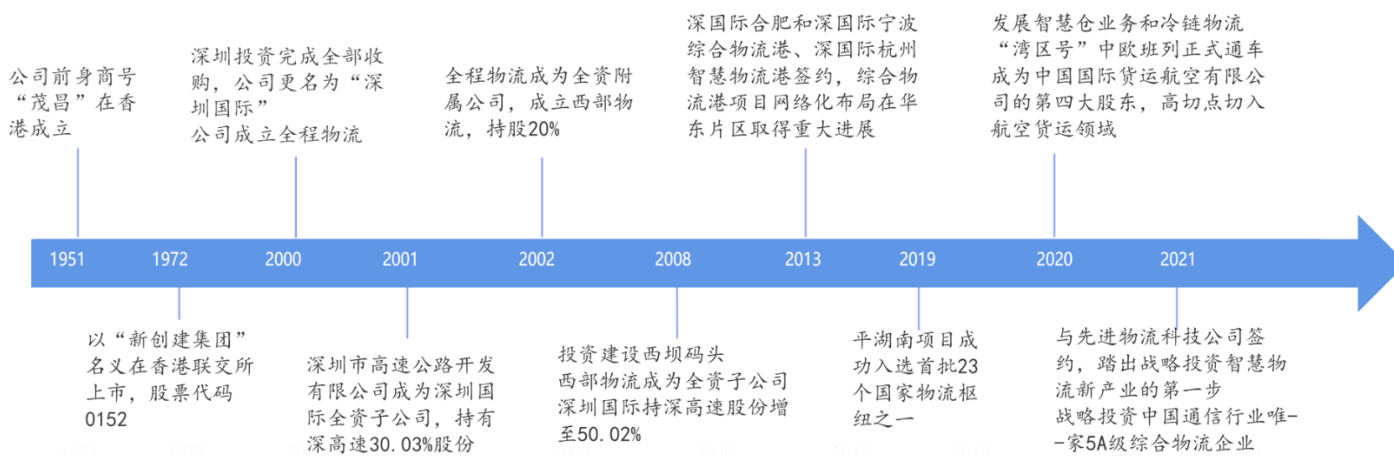 公司前身商号
“茂昌”在香
港成立
深圳投资完成全部收
购，公司更名为“深
圳国际”
公司成立全程物流
全程物流成为全资附
属公司，成立西部物
流，持股20%
深国际合肥和深国际宁波
综合物流港、深国际杭州
智慧物流港签约，综合物
流港项目网络化布局在华
东片区取得重大进展
发展智慧仓业务和冷链物流
“湾区号”中欧班列正式通车
成为中国国际货运航空有限公
司的第四大股东，高切点切入
航空货运领域
1951 1972 2000 2001 2002 2008 2013 2019 2020 2021
以“新创建集团”
名义在香港联交所
上市，股票代码
0152
深圳市高速公路开发
有限公司成为深圳国
际全资子公司，持有
深高速30.03%股份
投资建设西坝码头
西部物流成为全资子公司
深圳国际持深高速股份增
至50.02%
平湖南项目成
功入选首批23
个国家物流枢
纽之一
与先进物流科技公司签
约，踏出战略投资智慧物
流新产业的第一步
战略投资中国通信行业唯-
-家5A级综合物流企业